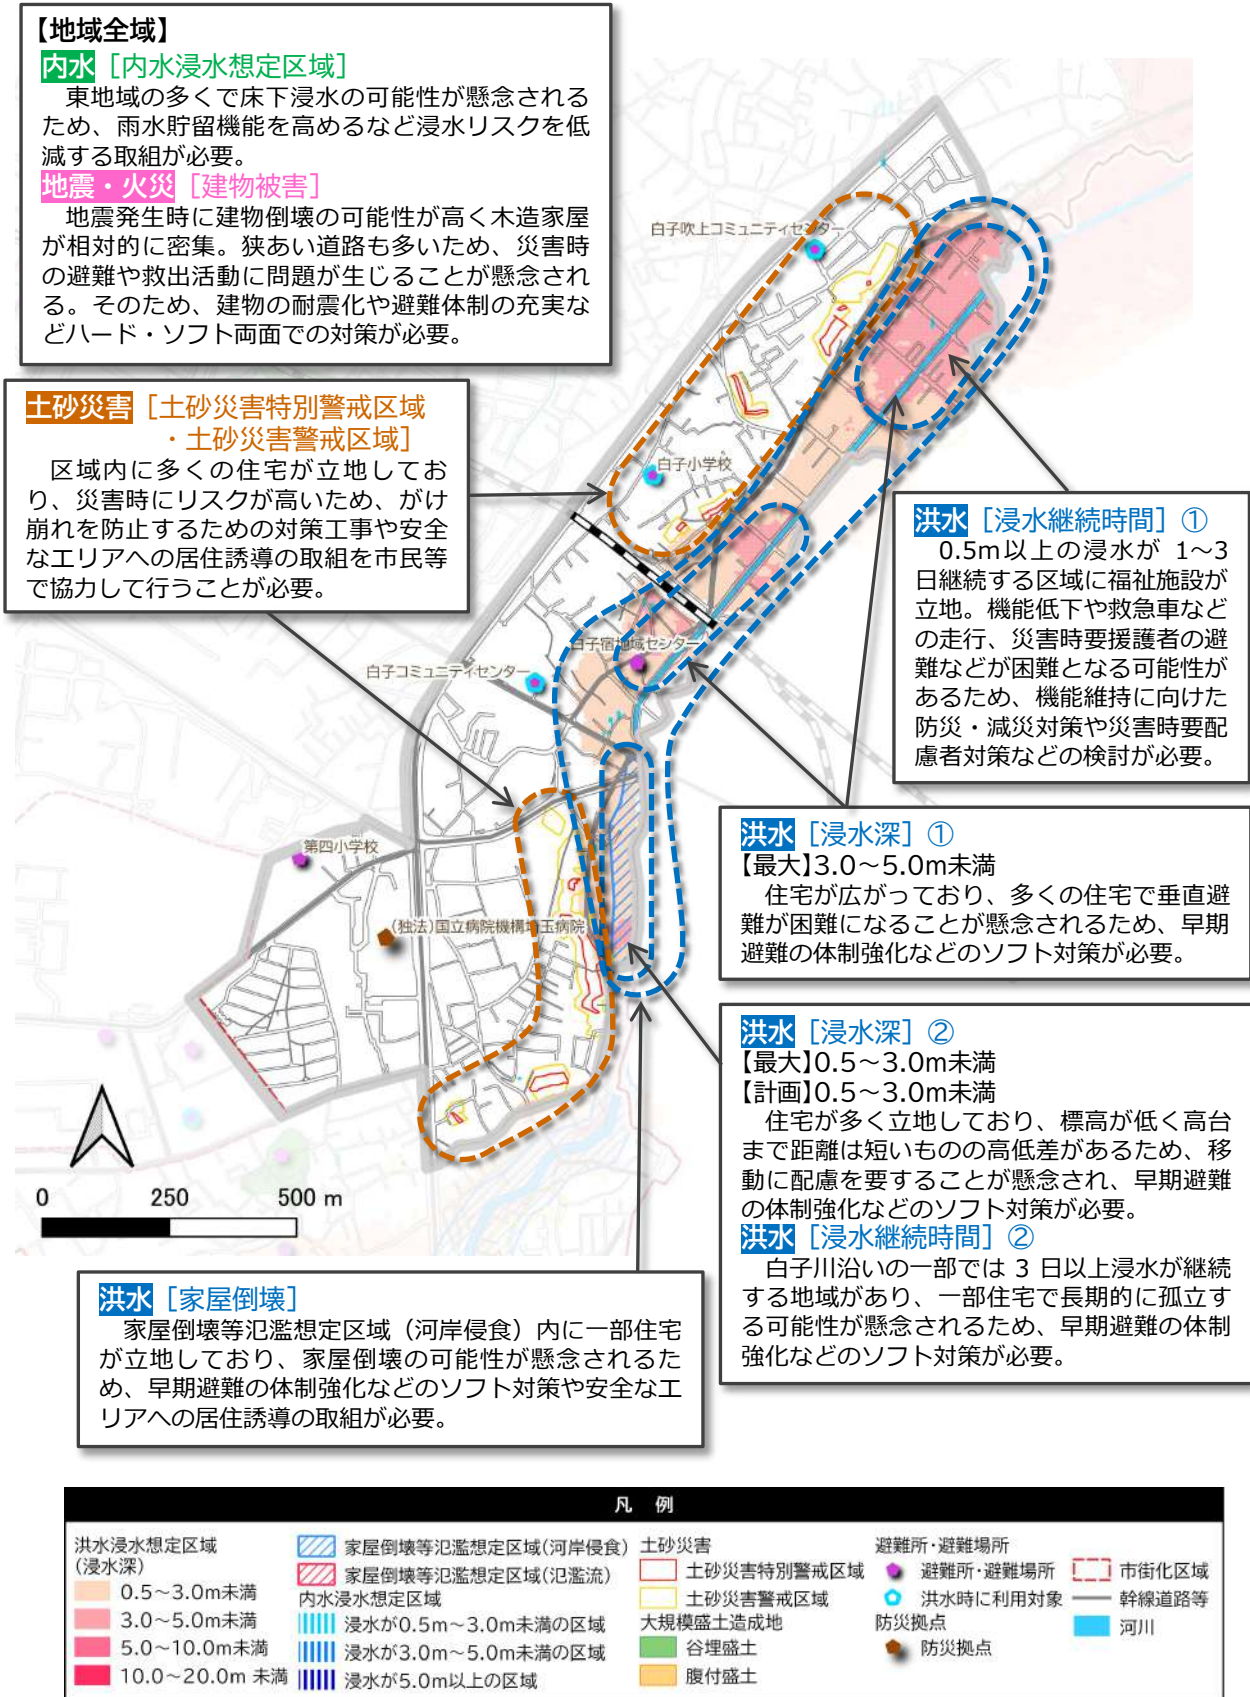 【地域全域】
内水［内水浸水想定区域］
東地域の多くで床下浸水の可能性が懸念される
ため、雨水貯留機能を高めるなど浸水リスクを低
減する取組が必要。
地震・火災［建物被害］
地震発生時に建物倒壊の可能性が高く木造家屋
が相対的に密集。狭あい道路も多いため、災害時
の避難や救出活動に問題が生じることが懸念され
る。そのため、建物の耐震化や避難体制の充実な
どハード・ソフト両面での対策が必要。
土砂災害［土砂災害特別警戒区域
・土砂災害警戒区域］
区域内に多くの住宅が立地してお
り、災害時にリスクが高いため、がけ
崩れを防止するための対策工事や安全
なエリアへの居住誘導の取組を市民等
で協力して行うことが必要。
白子吹上コミュニティセンター
白子小学校
白子宿地域センター
白子コミュニティセンター
第四小学校
(独法)国立病院機構埼玉病院
洪水［浸水継続時間］①
0.5m以上の浸水が 1～3
日継続する区域に福祉施設が
立地。機能低下や救急車など
の走行、災害時要援護者の避
難などが困難となる可能性が
あるため、機能維持に向けた
防災・減災対策や災害時要配
慮者対策などの検討が必要。
洪水［浸水深］①
【最大】3.0～5.0m未満
住宅が広がっており、多くの住宅で垂直避
難が困難になることが懸念されるため、早期
避難の体制強化などのソフト対策が必要。
洪水［浸水深］②
【最大】0.5～3.0m未満
【計画】0.5～3.0m未満
住宅が多く立地しており、標高が低く高台
まで距離は短いものの高低差があるため、移
動に配慮を要することが懸念され、早期避難
の体制強化などのソフト対策が必要。
洪水［浸水継続時間］②
白子川沿いの一部では 3 日以上浸水が継続
する地域があり、一部住宅で長期的に孤立す
る可能性が懸念されるため、早期避難の体制
強化などのソフト対策が必要。
0 250 500 m
洪水［家屋倒壊］
家屋倒壊等氾濫想定区域（河岸侵食）内に一部住宅
が立地しており、家屋倒壊の可能性が懸念されるた
め、早期避難の体制強化などのソフト対策や安全なエ
リアへの居住誘導の取組が必要。
凡 例
洪水浸水想定区域
(浸水深)
0.5～3.0m未満
3.0～5.0m未満
5.0～10.0m未満
10.0～20.0m 未満
家屋倒壊等氾濫想定区域(河岸侵食)
家屋倒壊等氾濫想定区域(氾濫流)
内水浸水想定区域
浸水が0.5m～3.0m未満の区域
浸水が3.0m～5.0m未満の区域
浸水が5.0m以上の区域
土砂災害
土砂災害特別警戒区域
土砂災害警戒区域
大規模盛土造成地
谷埋盛土
腹付盛土
避難所・避難場所
避難所・避難場所
洪水時に利用対象
防災拠点
防災拠点
市街化区域
幹線道路等
河川